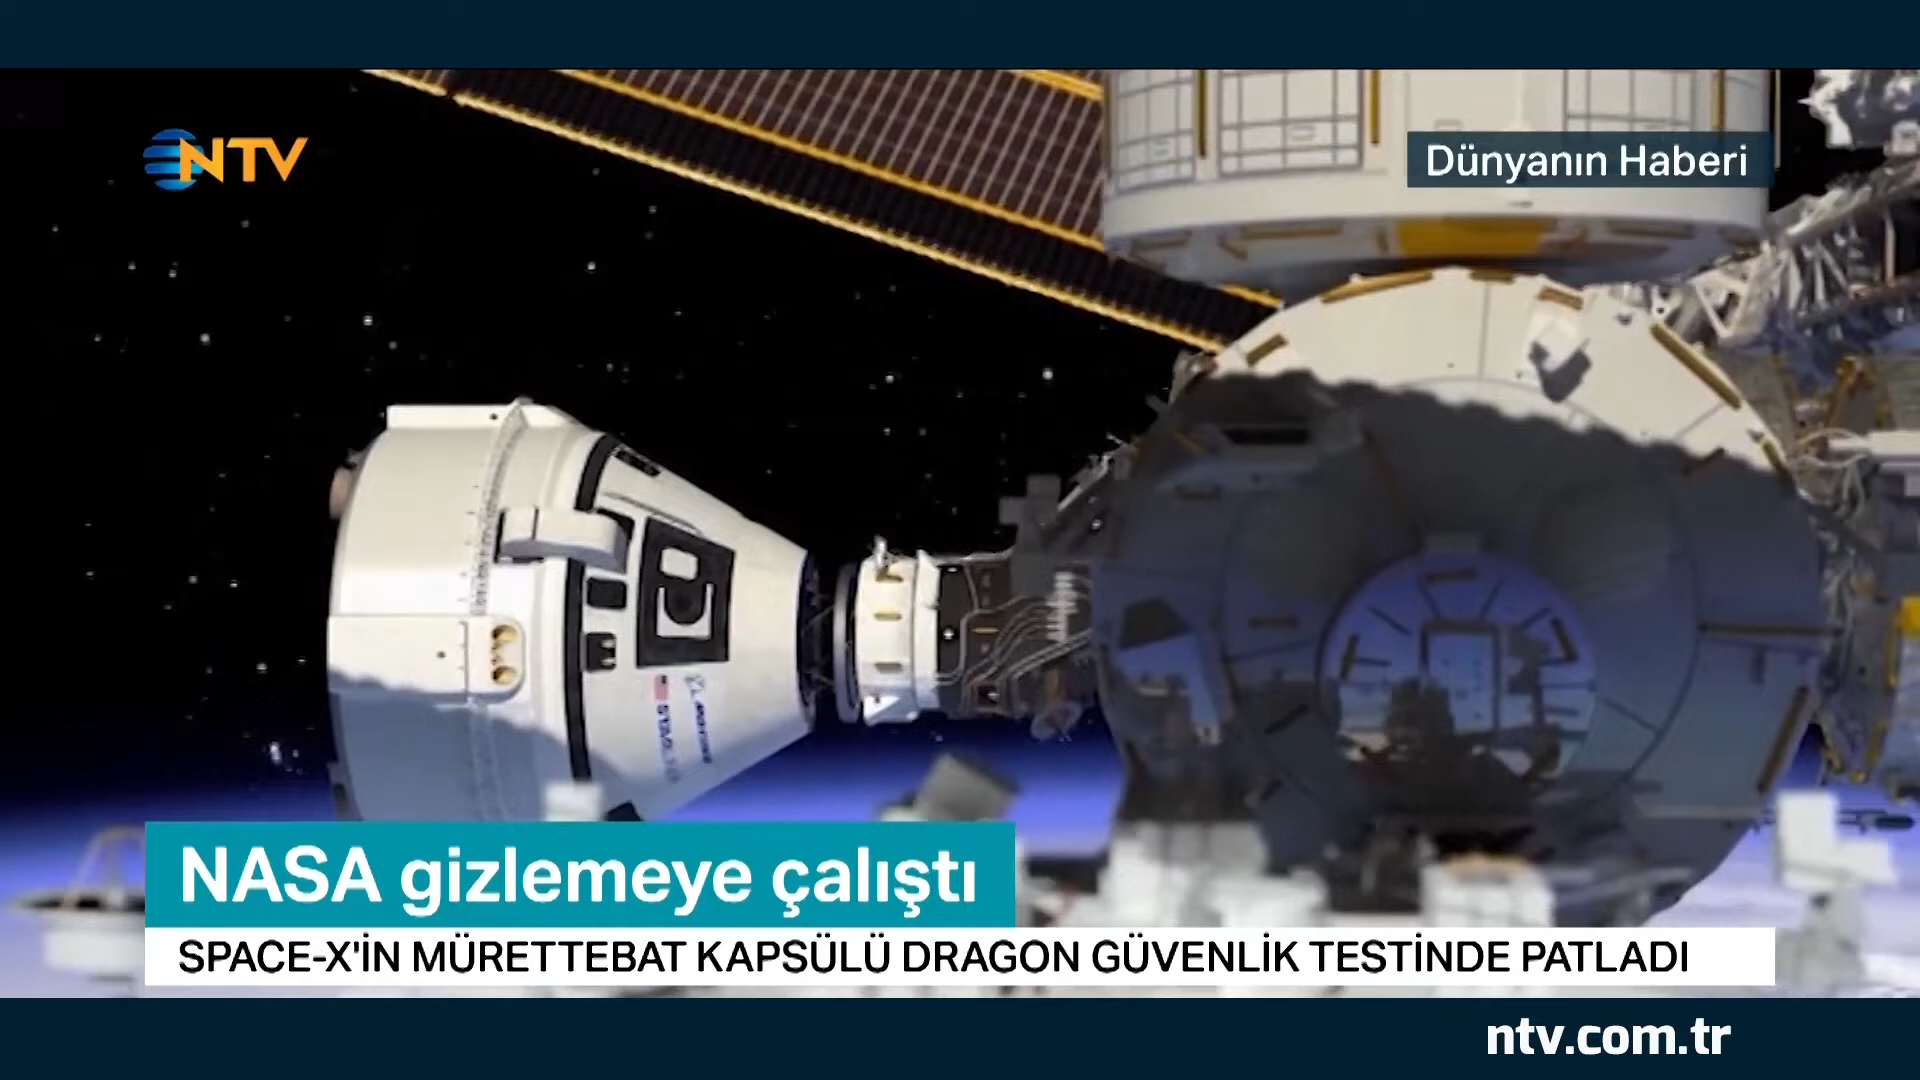 NTV
Dünyanın Haberi
NASA gizlemeye çalıştı
SPACE-X'İN MÜRETTEBAT KAPSÜLÜ DRAGON GÜVENLİK TESTİNDE PATLADI
ntv.com.tr